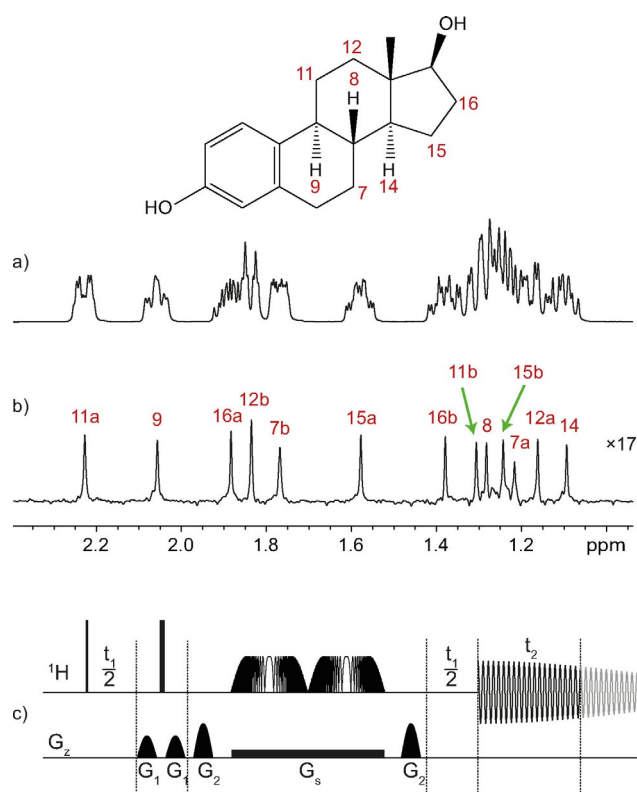 OH
12
11
8
H
16
15
H
H
9
7
14
HO
a)
b)
11a
9
16a
12b
7b
15a
16b
11b
8
15b
7a
12a
14
×17
2.2 2.0 1.8 1.6 1.4 1.2 ppm
¹H
t₁/2
t₁/2
t₂
c)
G_z
G₁ G₁ G₂ G_s G₂